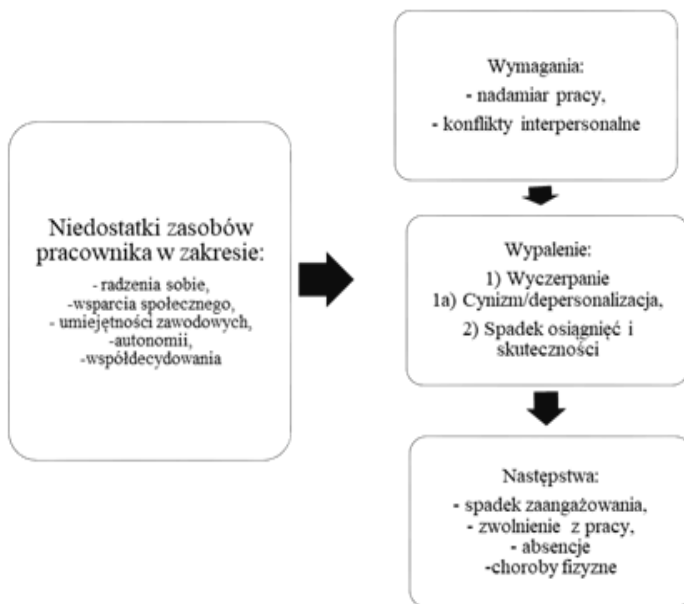 Niedostatki zasobów
pracownika w zakresie:
- radzenia sobie,
-wsparcia społecznego,
- umiejętności zawodowych,
-autonomii,
-współdecydowania
Wymagania:
- nadamiar pracy,
- konflikty interpersonalne
Wypalenie:
1) Wyczerpanie
1a) Cynizm/depersonalizacja,
2) Spadek osiągnięć i
skuteczności
Następstwa:
- spadek zaangażowania,
- zwolnienie z pracy,
- absencje
-choroby fizyzne